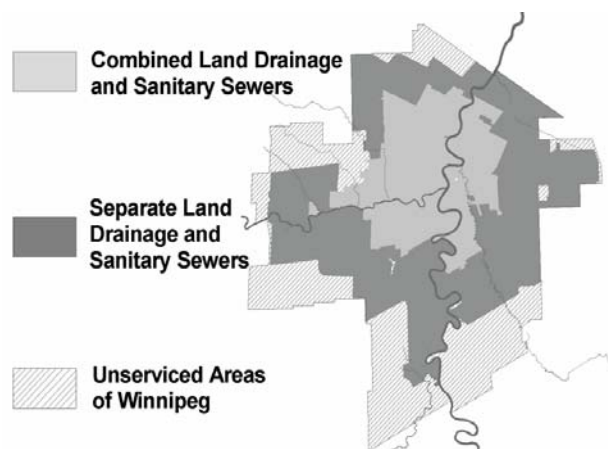 Combined Land Drainage
and Sanitary Sewers
Separate Land
Drainage and
Sanitary Sewers
Unserviced Areas
of Winnipeg